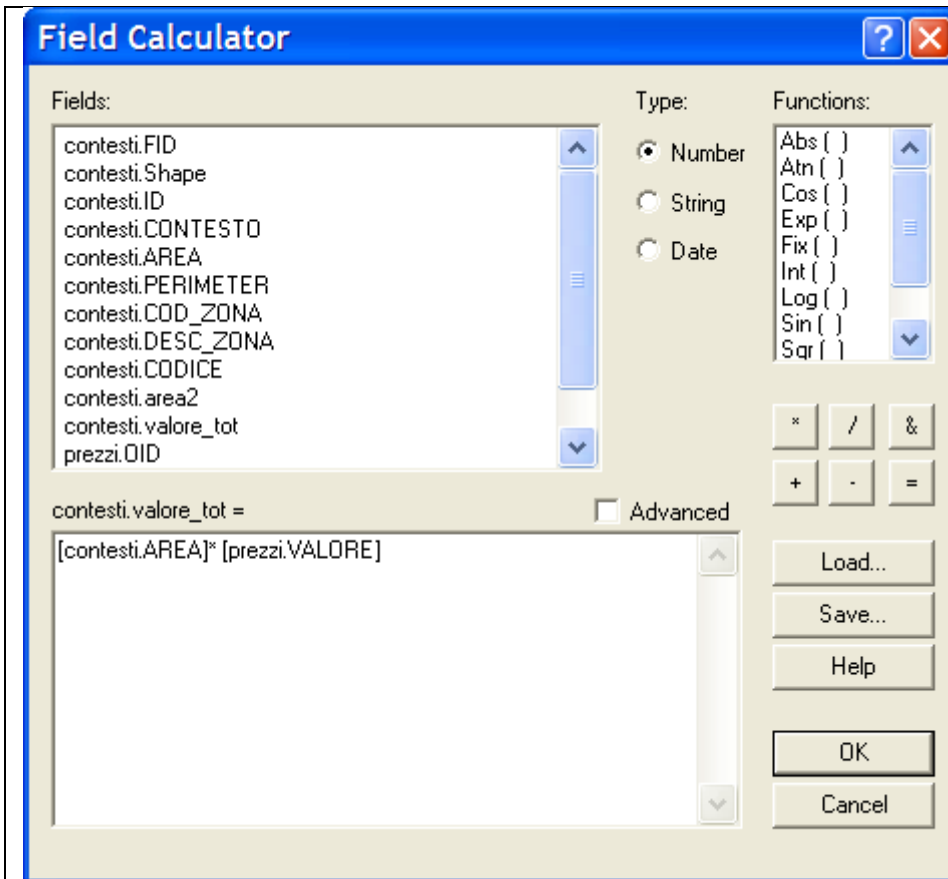 Field Calculator
Fields:
contesti.FID
contesti.Shape
contesti.ID
contesti.CONTESTO
contesti.AREA
contesti.PERIMETER
contesti.COD_ZONA
contesti.DESC_ZONA
contesti.CODICE
contesti.area2
contesti.valore_tot
prezzi.OID
Type:
Number
String
Date
Functions:
Abs ( )
Atn ( )
Cos ( )
Exp ( )
Fix ( )
Int ( )
Log ( )
Sin ( )
Sqr ( )
* / &
+ - =
contesti.valore_tot =
Advanced
[contesti.AREA]* [prezzi.VALORE]
Load...
Save...
Help
OK
Cancel